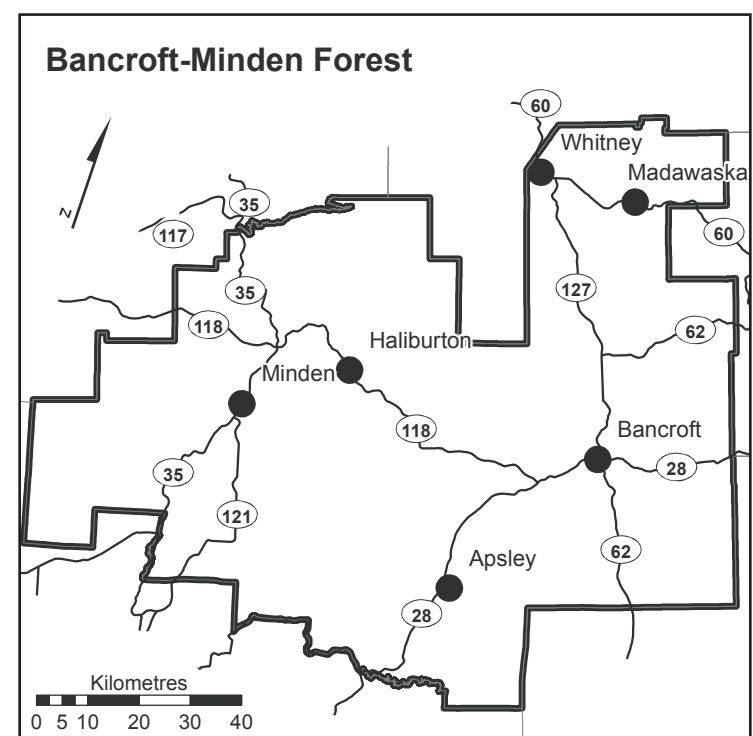 Bancroft-Minden Forest
60
Whitney
Madawaska
35
N
117
60
35
127
118
62
Haliburton
Minden
118
Bancroft
28
35
121
62
Apsley
28
Kilometres
0 5 10 20 30 40